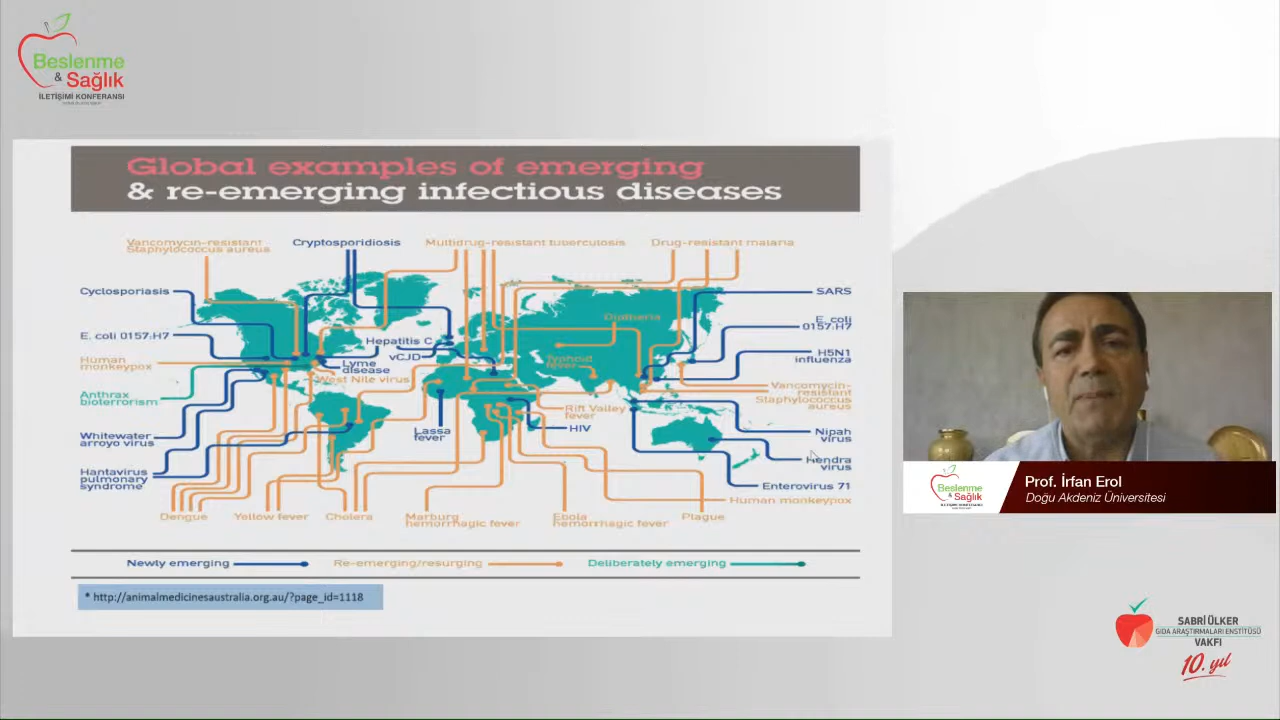 Beslenme
& Sağlık
İLETİŞİMİ KONFERANSI
Global examples of emerging
& re-emerging infectious diseases
Vancomycin-resistant
Staphylococcus aureus
Cryptosporidiosis
Multidrug-resistant tuberculosis
Drug-resistant malaria
Cyclosporiasis
SARS
E. coli 0157:H7
E. coli
0157:H7
Diptheria
Hepatitis C
vCJD
Human
monkeypox
Lyme
disease
Typhoid
fever
H5N1
influenza
West Nile virus
Anthrax
bioterrorism
Vancomycin-
resistant
Staphylococcus
aureus
Rift Valley
fever
HIV
Lassa
fever
Whitewater
arroyo virus
Nipah
virus
Hendra
virus
Hantavirus
pulmonary
syndrome
Enterovirus 71
Human monkeypox
Dengue
Yellow fever
Cholera
Marburg
hemorrhagic fever
Ebola
hemorrhagic fever
Plague
Newly emerging
Re-emerging/resurging
Deliberately emerging
* http://animalmedicinesaustralia.org.au/?page_id=1118
Beslenme
& Sağlık
Prof. İrfan Erol
Doğu Akdeniz Üniversitesi
SABRİ ÜLKER
GIDA ARAŞTIRMALARI ENSTİTÜSÜ
VAKFI
10. yıl